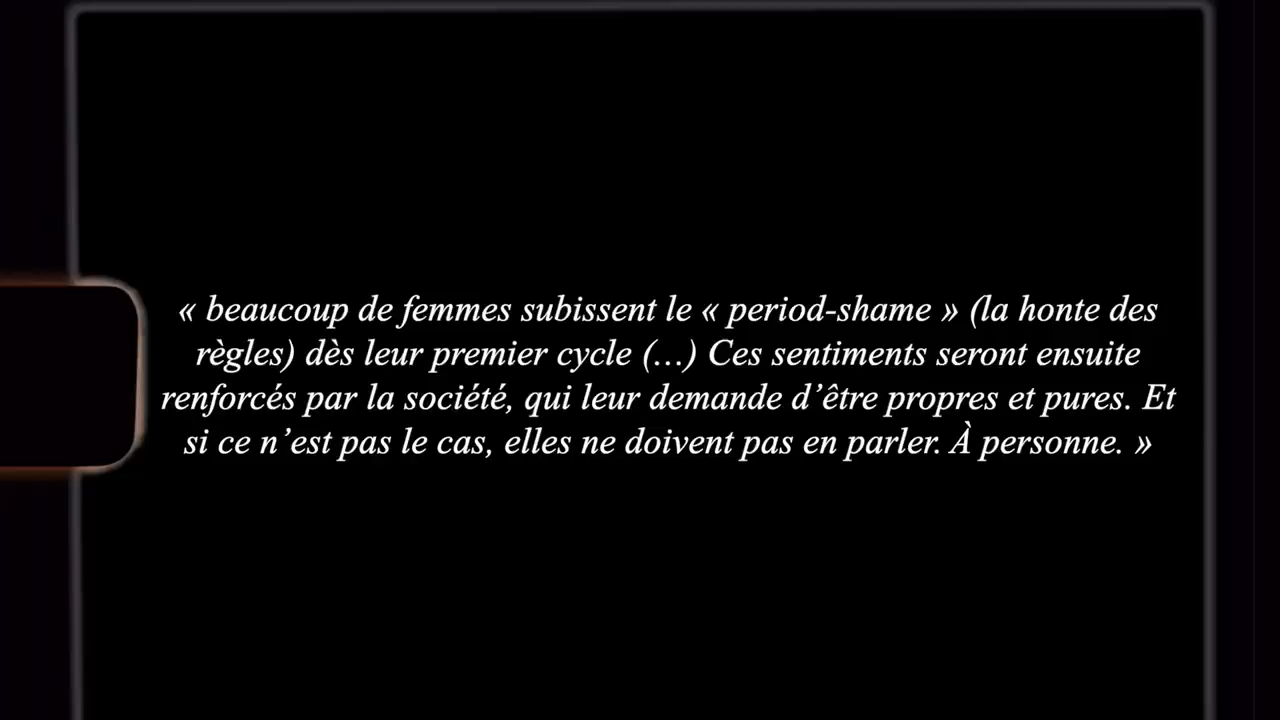 « beaucoup de femmes subissent le « period-shame » (la honte des
règles) dès leur premier cycle (…) Ces sentiments seront ensuite
renforcés par la société, qui leur demande d’être propres et pures. Et
si ce n’est pas le cas, elles ne doivent pas en parler. À personne. »